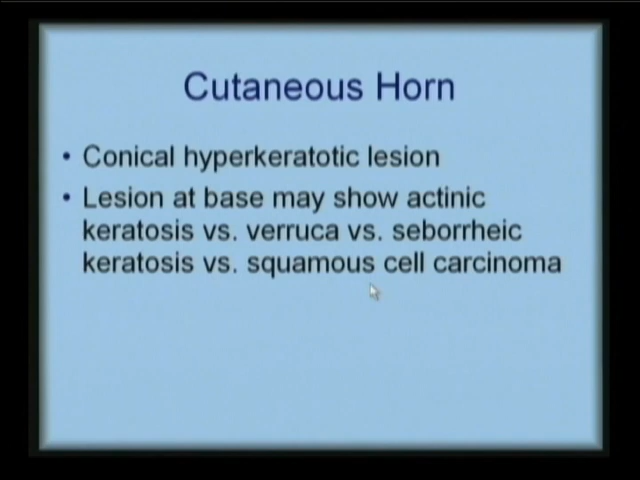 Cutaneous Horn
• Conical hyperkeratotic lesion
• Lesion at base may show actinic
keratosis vs. verruca vs. seborrheic
keratosis vs. squamous cell carcinoma